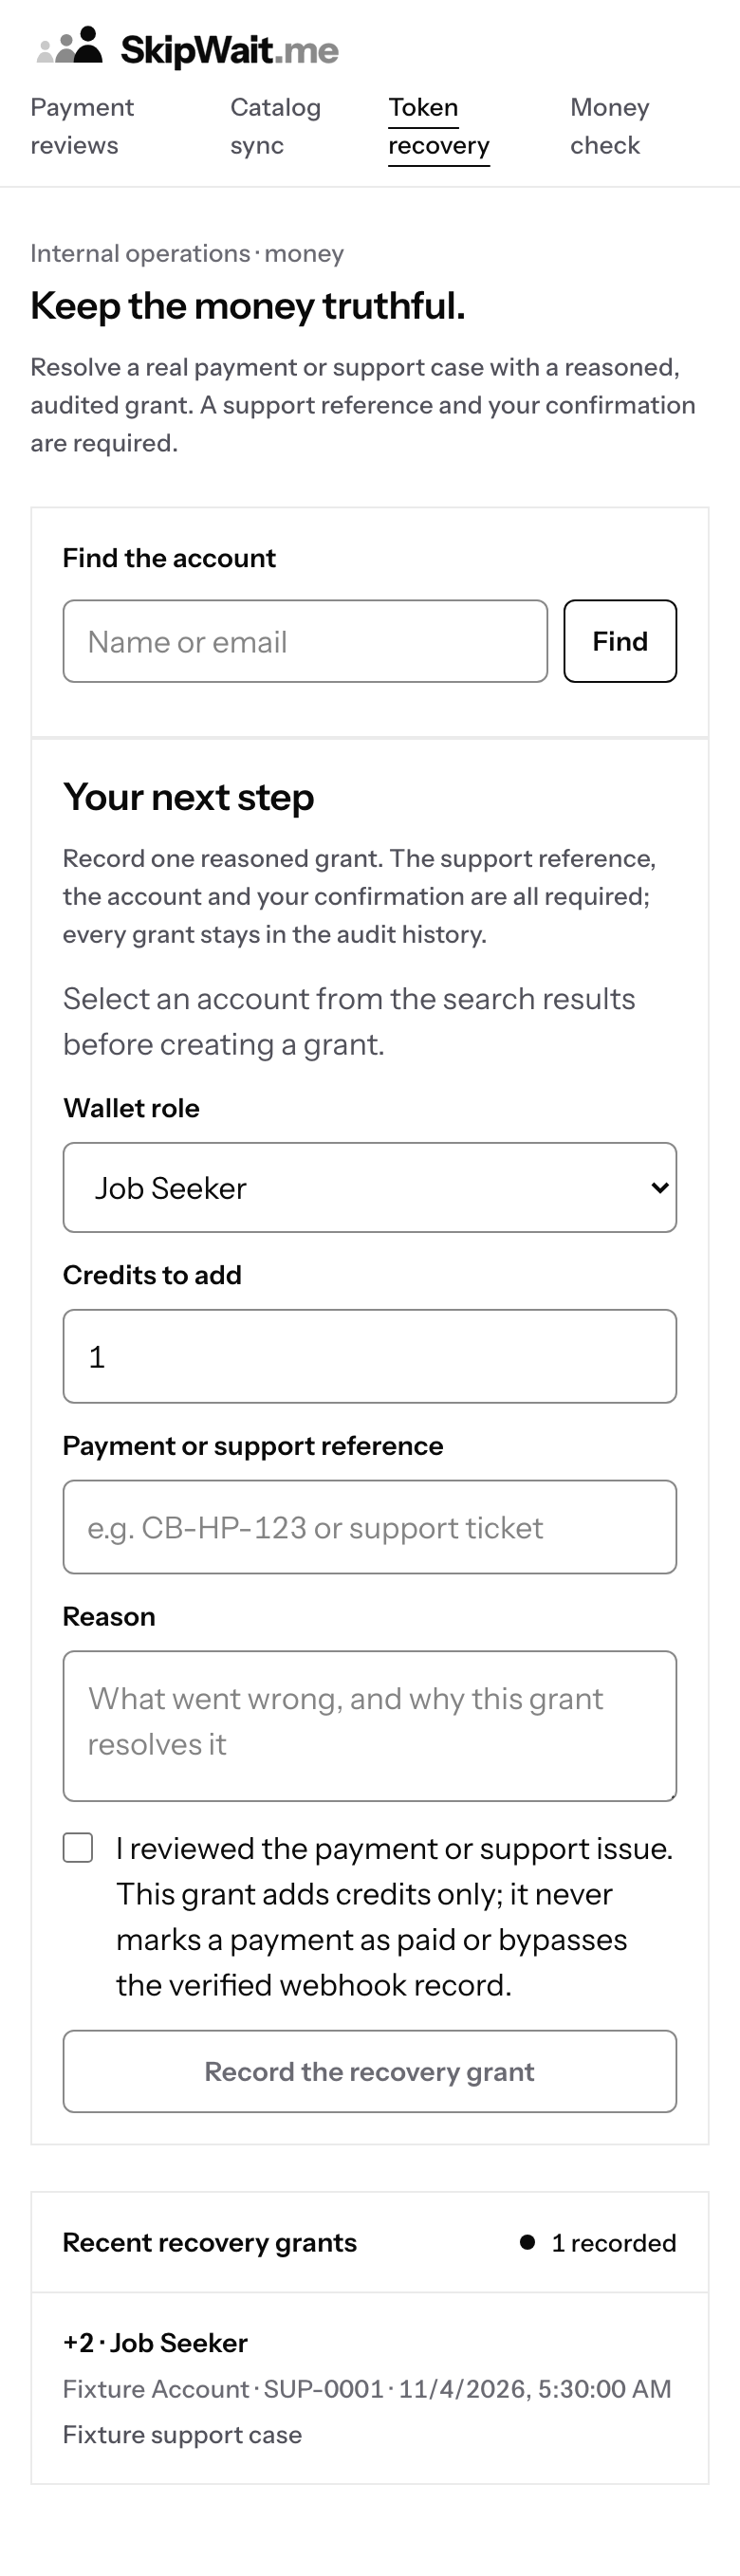 SkipWait.me
Payment reviews
Catalog sync
Token recovery
Money check
Internal operations · money
Keep the money truthful.
Resolve a real payment or support case with a reasoned,
audited grant. A support reference and your confirmation
are required.
Find the account
Name or email
Find
Your next step
Record one reasoned grant. The support reference,
the account and your confirmation are all required;
every grant stays in the audit history.
Select an account from the search results
before creating a grant.
Wallet role
Job Seeker
Credits to add
1
Payment or support reference
e.g. CB-HP-123 or support ticket
Reason
What went wrong, and why this grant
resolves it
I reviewed the payment or support issue.
This grant adds credits only; it never
marks a payment as paid or bypasses
the verified webhook record.
Record the recovery grant
Recent recovery grants
1 recorded
+2 · Job Seeker
Fixture Account · SUP-0001 · 11/4/2026, 5:30:00 AM
Fixture support case